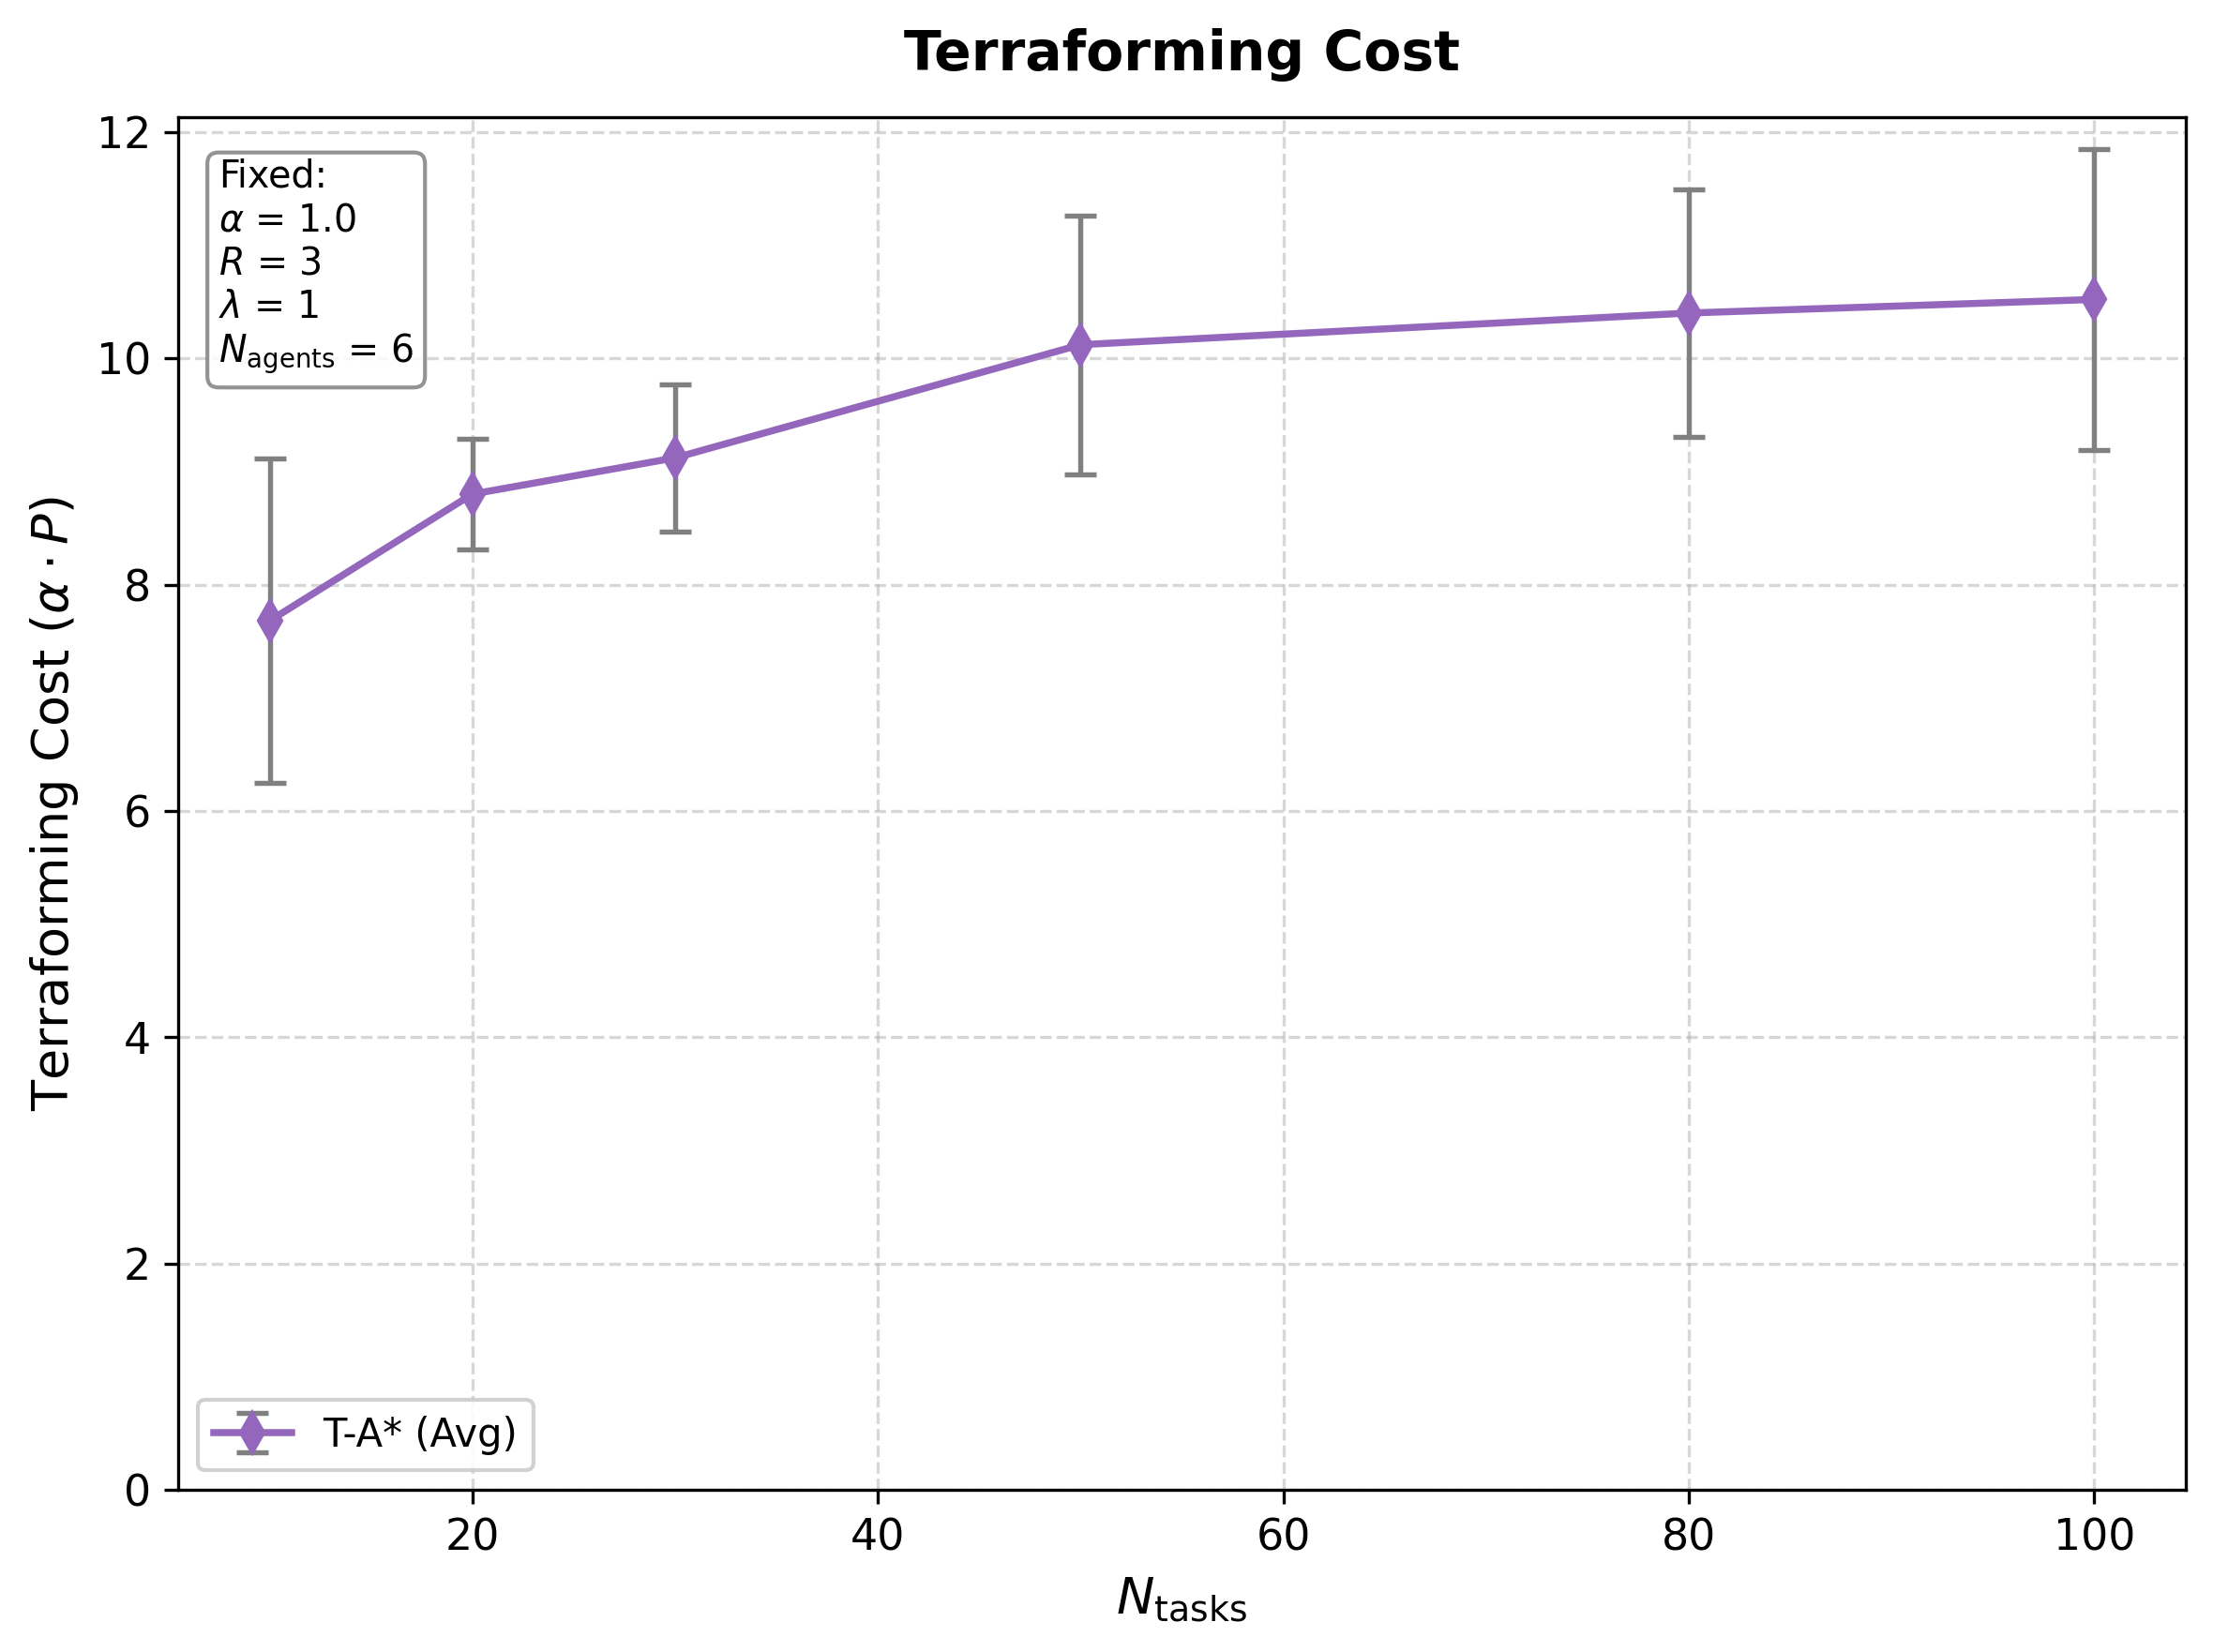 Terraforming Cost
Terraforming Cost (α · P)
12
10
8
6
4
2
0
Fixed:
α = 1.0
R = 3
λ = 1
N_agents = 6
T-A* (Avg)
20 40 60 80 100
N_tasks